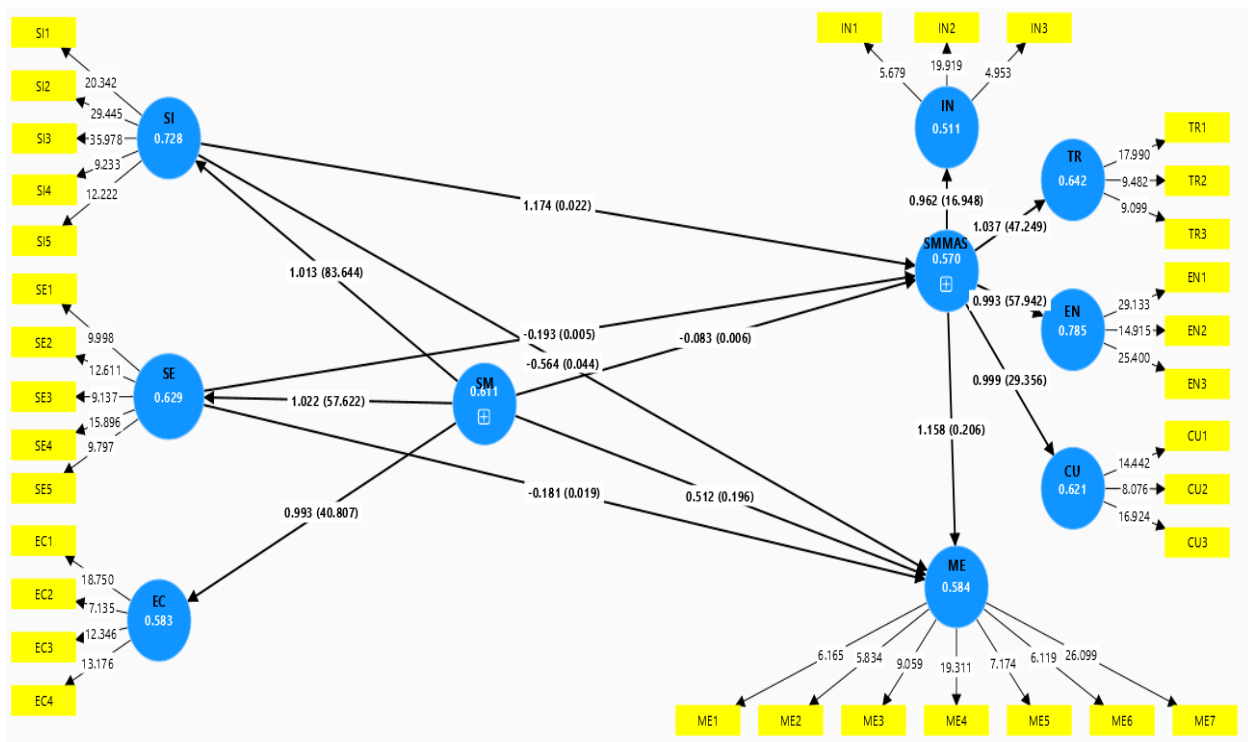 SI1
SI2
SI3
SI4
SI5
20.342
29.445
35.978
9.233
12.222
SI
0.728
SE1
SE2
SE3
SE4
SE5
9.998
12.611
9.137
15.896
9.797
SE
0.629
EC1
EC2
EC3
EC4
18.750
7.135
12.346
13.176
EC
0.583
SM
0.611
1.013 (83.644)
1.022 (57.622)
0.993 (40.807)
1.174 (0.022)
-0.193 (0.005)
-0.564 (0.044)
-0.083 (0.006)
-0.181 (0.019)
0.512 (0.196)
1.158 (0.206)
IN1
IN2
IN3
5.679
19.919
4.953
IN
0.511
0.962 (16.948)
SMMAS
0.570
1.037 (47.249)
0.993 (57.942)
0.999 (29.356)
TR
0.642
17.990
9.482
9.099
TR1
TR2
TR3
EN
0.785
29.133
14.915
25.400
EN1
EN2
EN3
CU
0.621
14.442
8.076
16.924
CU1
CU2
CU3
ME
0.584
6.165
5.834
9.059
19.311
7.174
6.119
26.099
ME1
ME2
ME3
ME4
ME5
ME6
ME7